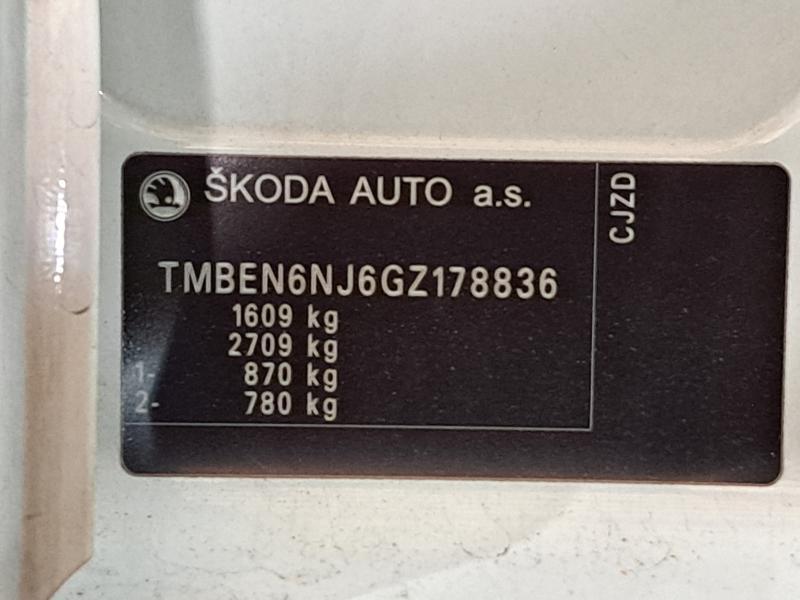 ŠKODA AUTO a.s.
CJZD
TMBEN6NJ6GZ178836
1609 kg
2709 kg
1- 870 kg
2- 780 kg